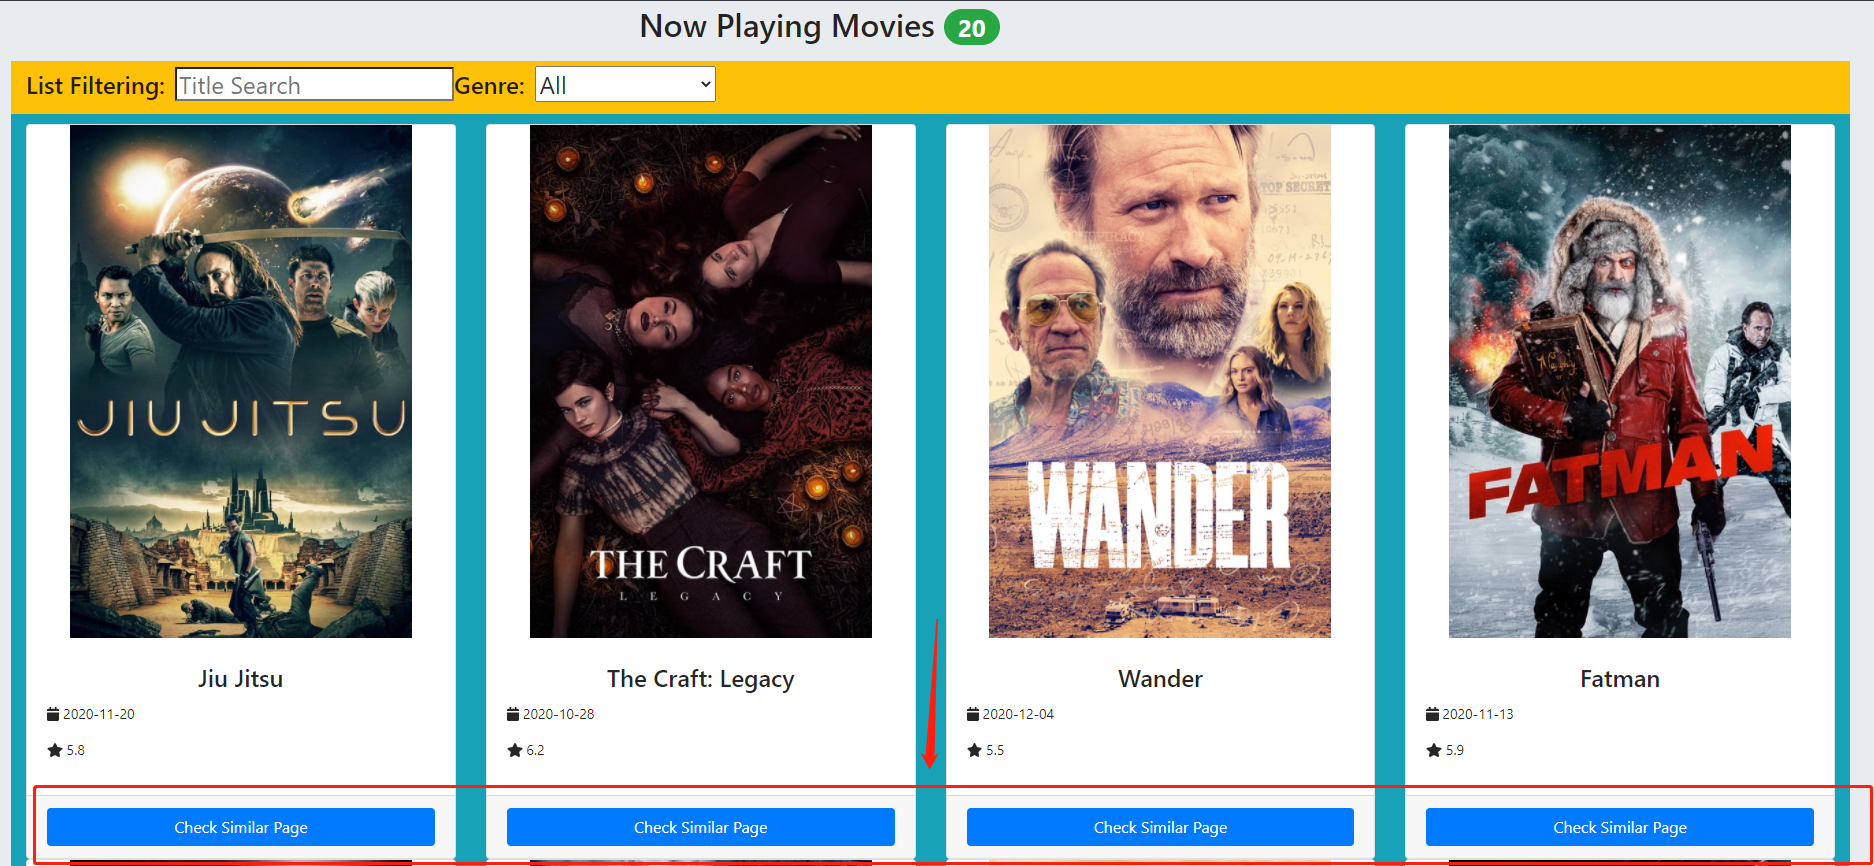 Now Playing Movies 20
List Filtering: Title Search Genre: All
JIU JITSU
THE CRAFT
LEGACY
TOP SECRET
WANDER
FATMAN
Jiu Jitsu
2020-11-20
5.8
Check Similar Page
The Craft: Legacy
2020-10-28
6.2
Check Similar Page
Wander
2020-12-04
5.5
Check Similar Page
Fatman
2020-11-13
5.9
Check Similar Page